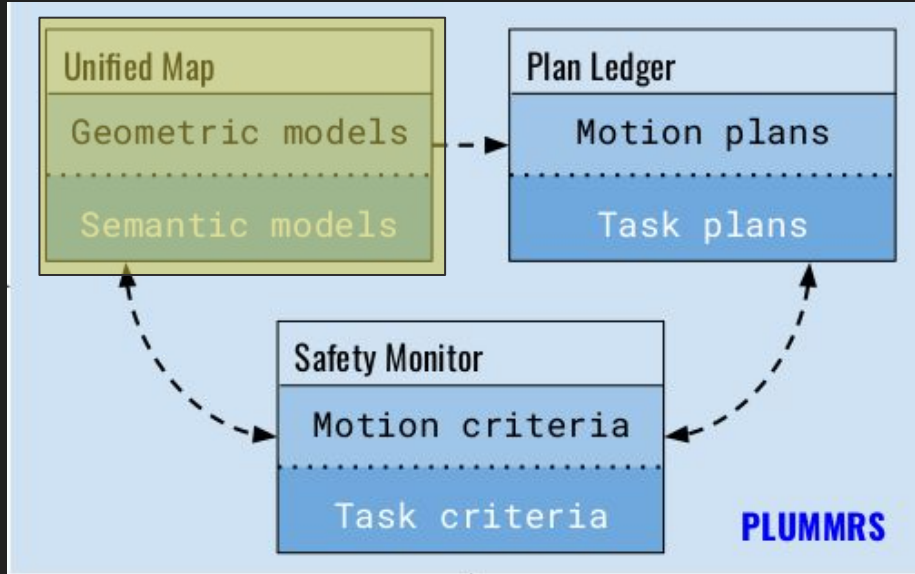 Unified Map
Geometric models
Semantic models
Plan Ledger
Motion plans
Task plans
Safety Monitor
Motion criteria
Task criteria
PLUMMRS